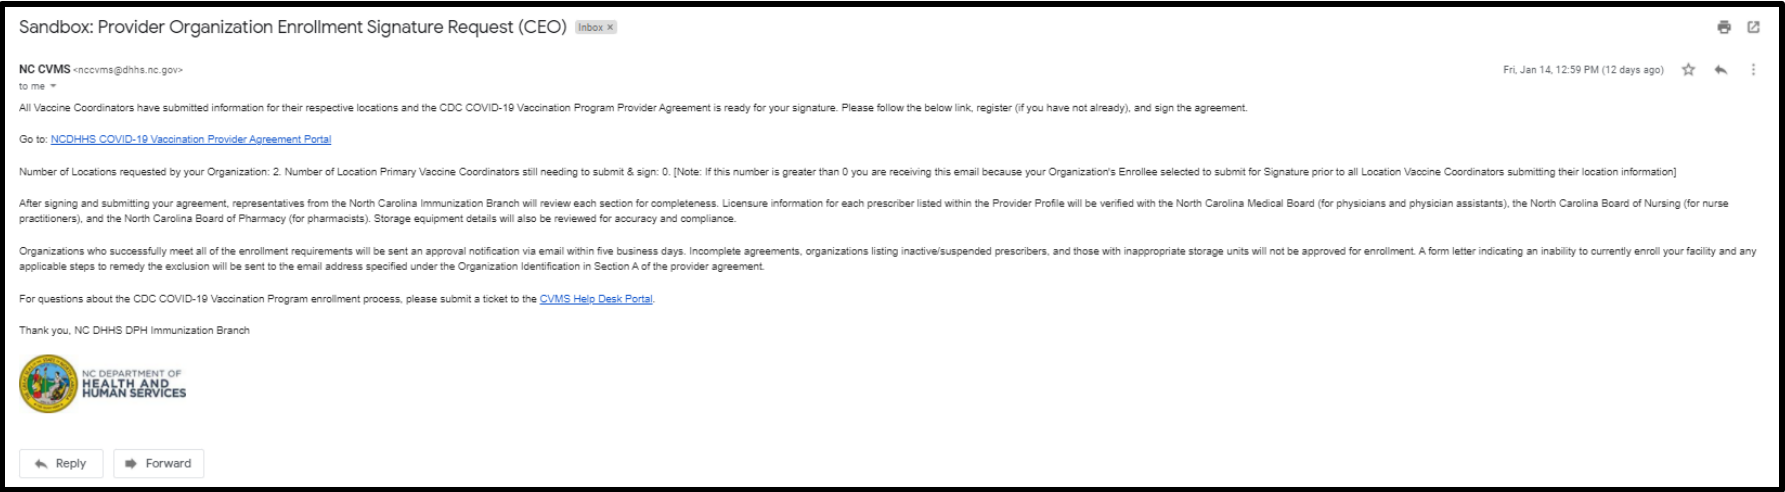 Sandbox: Provider Organization Enrollment Signature Request (CEO) Inbox ×
NC CVMS <nccvms@dhhs.nc.gov> Fri, Jan 14, 12:59 PM (12 days ago)
to me
All Vaccine Coordinators have submitted information for their respective locations and the CDC COVID-19 Vaccination Program Provider Agreement is ready for your signature. Please follow the below link, register (if you have not already), and sign the agreement.
Go to: NCDHHS COVID-19 Vaccination Provider Agreement Portal
Number of Locations requested by your Organization: 2. Number of Location Primary Vaccine Coordinators still needing to submit & sign: 0. [Note: If this number is greater than 0 you are receiving this email because your Organization's Enrollee selected to submit for Signature prior to all Location Vaccine Coordinators submitting their location information]
After signing and submitting your agreement, representatives from the North Carolina Immunization Branch will review each section for completeness. Licensure information for each prescriber listed within the Provider Profile will be verified with the North Carolina Medical Board (for physicians and physician assistants), the North Carolina Board of Nursing (for nurse
practitioners), and the North Carolina Board of Pharmacy (for pharmacists). Storage equipment details will also be reviewed for accuracy and compliance.
Organizations who successfully meet all of the enrollment requirements will be sent an approval notification via email within five business days. Incomplete agreements, organizations listing inactive/suspended prescribers, and those with inappropriate storage units will not be approved for enrollment. A form letter indicating an inability to currently enroll your facility and any
applicable steps to remedy the exclusion will be sent to the email address specified under the Organization Identification in Section A of the provider agreement.
For questions about the CDC COVID-19 Vaccination Program enrollment process, please submit a ticket to the CVMS Help Desk Portal.
Thank you, NC DHHS DPH Immunization Branch
NC DEPARTMENT OF
HEALTH AND
HUMAN SERVICES
Reply Forward